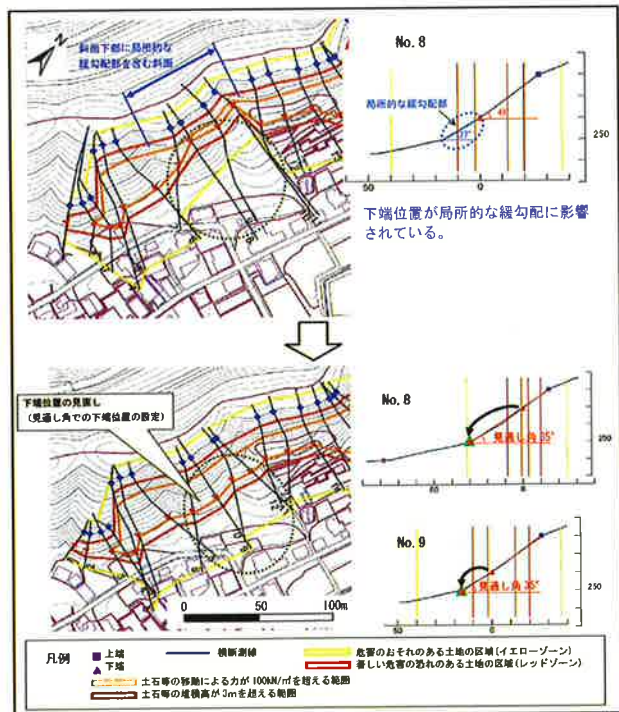 斜面下部に局所的な
緩勾配部を含む斜面
No. 8
局所的な緩勾配部
250
50
0
下端位置が局所的な緩勾配に影響
されている。
下端位置の見直し
(見通し角での下端位置の設定)
No. 8
見通し角 35°
250
50
0
No. 9
見通し角 35°
250
50
0
0
50
100m
凡例
上端
下端
横断測線
危害のおそれのある土地の区域(イエローゾーン)
著しい危害の恐れのある土地の区域(レッドゾーン)
土石等の移動による力が 100kN/㎡を超える範囲
土石等の堆積高が 3mを超える範囲